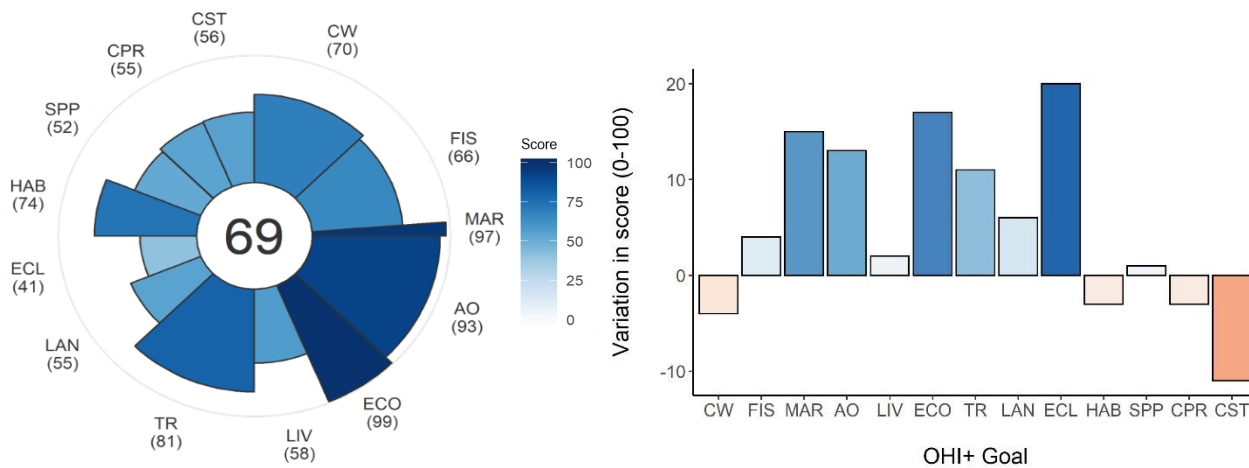 CST
(56)
CW
(70)
CPR
(55)
SPP
(52)
FIS
(66)
HAB
(74)
MAR
(97)
69
ECL
(41)
AO
(93)
LAN
(55)
ECO
(99)
TR
(81)
LIV
(58)
Score
100
75
50
25
0
Variation in score (0-100)
20
10
0
-10
CW FIS MAR AO LIV ECO TR LAN ECL HAB SPP CPR CST
OHI+ Goal